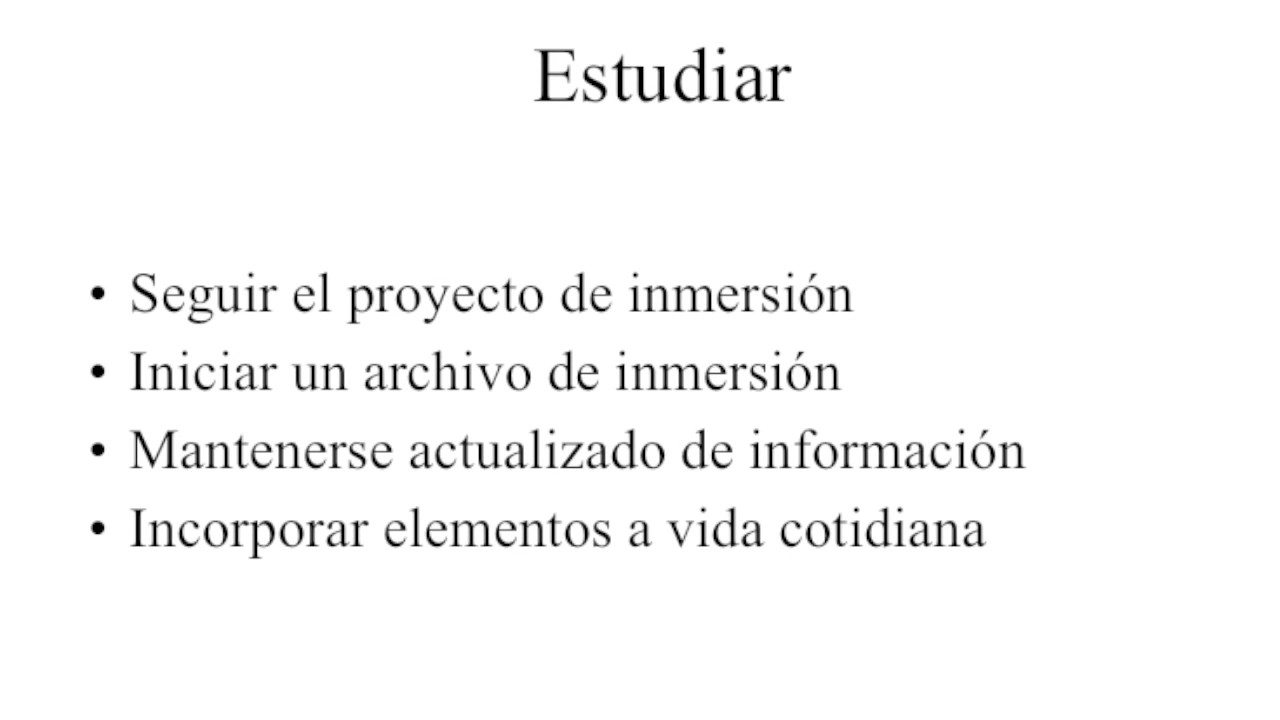 Estudiar
• Seguir el proyecto de inmersión
• Iniciar un archivo de inmersión
• Mantenerse actualizado de información
• Incorporar elementos a vida cotidiana